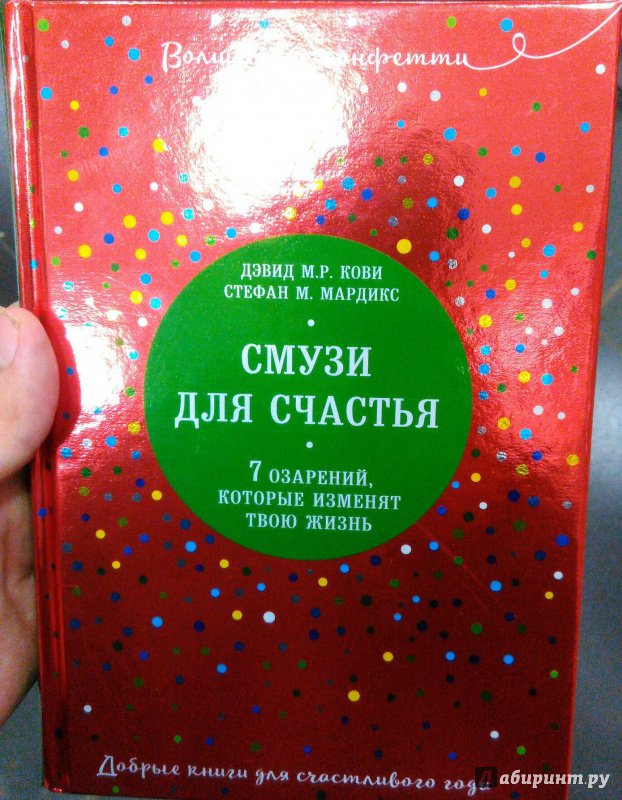 конфетти
ДЭВИД М.Р. КОВИ
СТЕФАН М. МАРДИКС
СМУЗИ
ДЛЯ СЧАСТЬЯ
7 ОЗАРЕНИЙ,
КОТОРЫЕ ИЗМЕНЯТ
ТВОЮ ЖИЗНЬ
Добрые книги для счастливого года
Лабиринт.ру